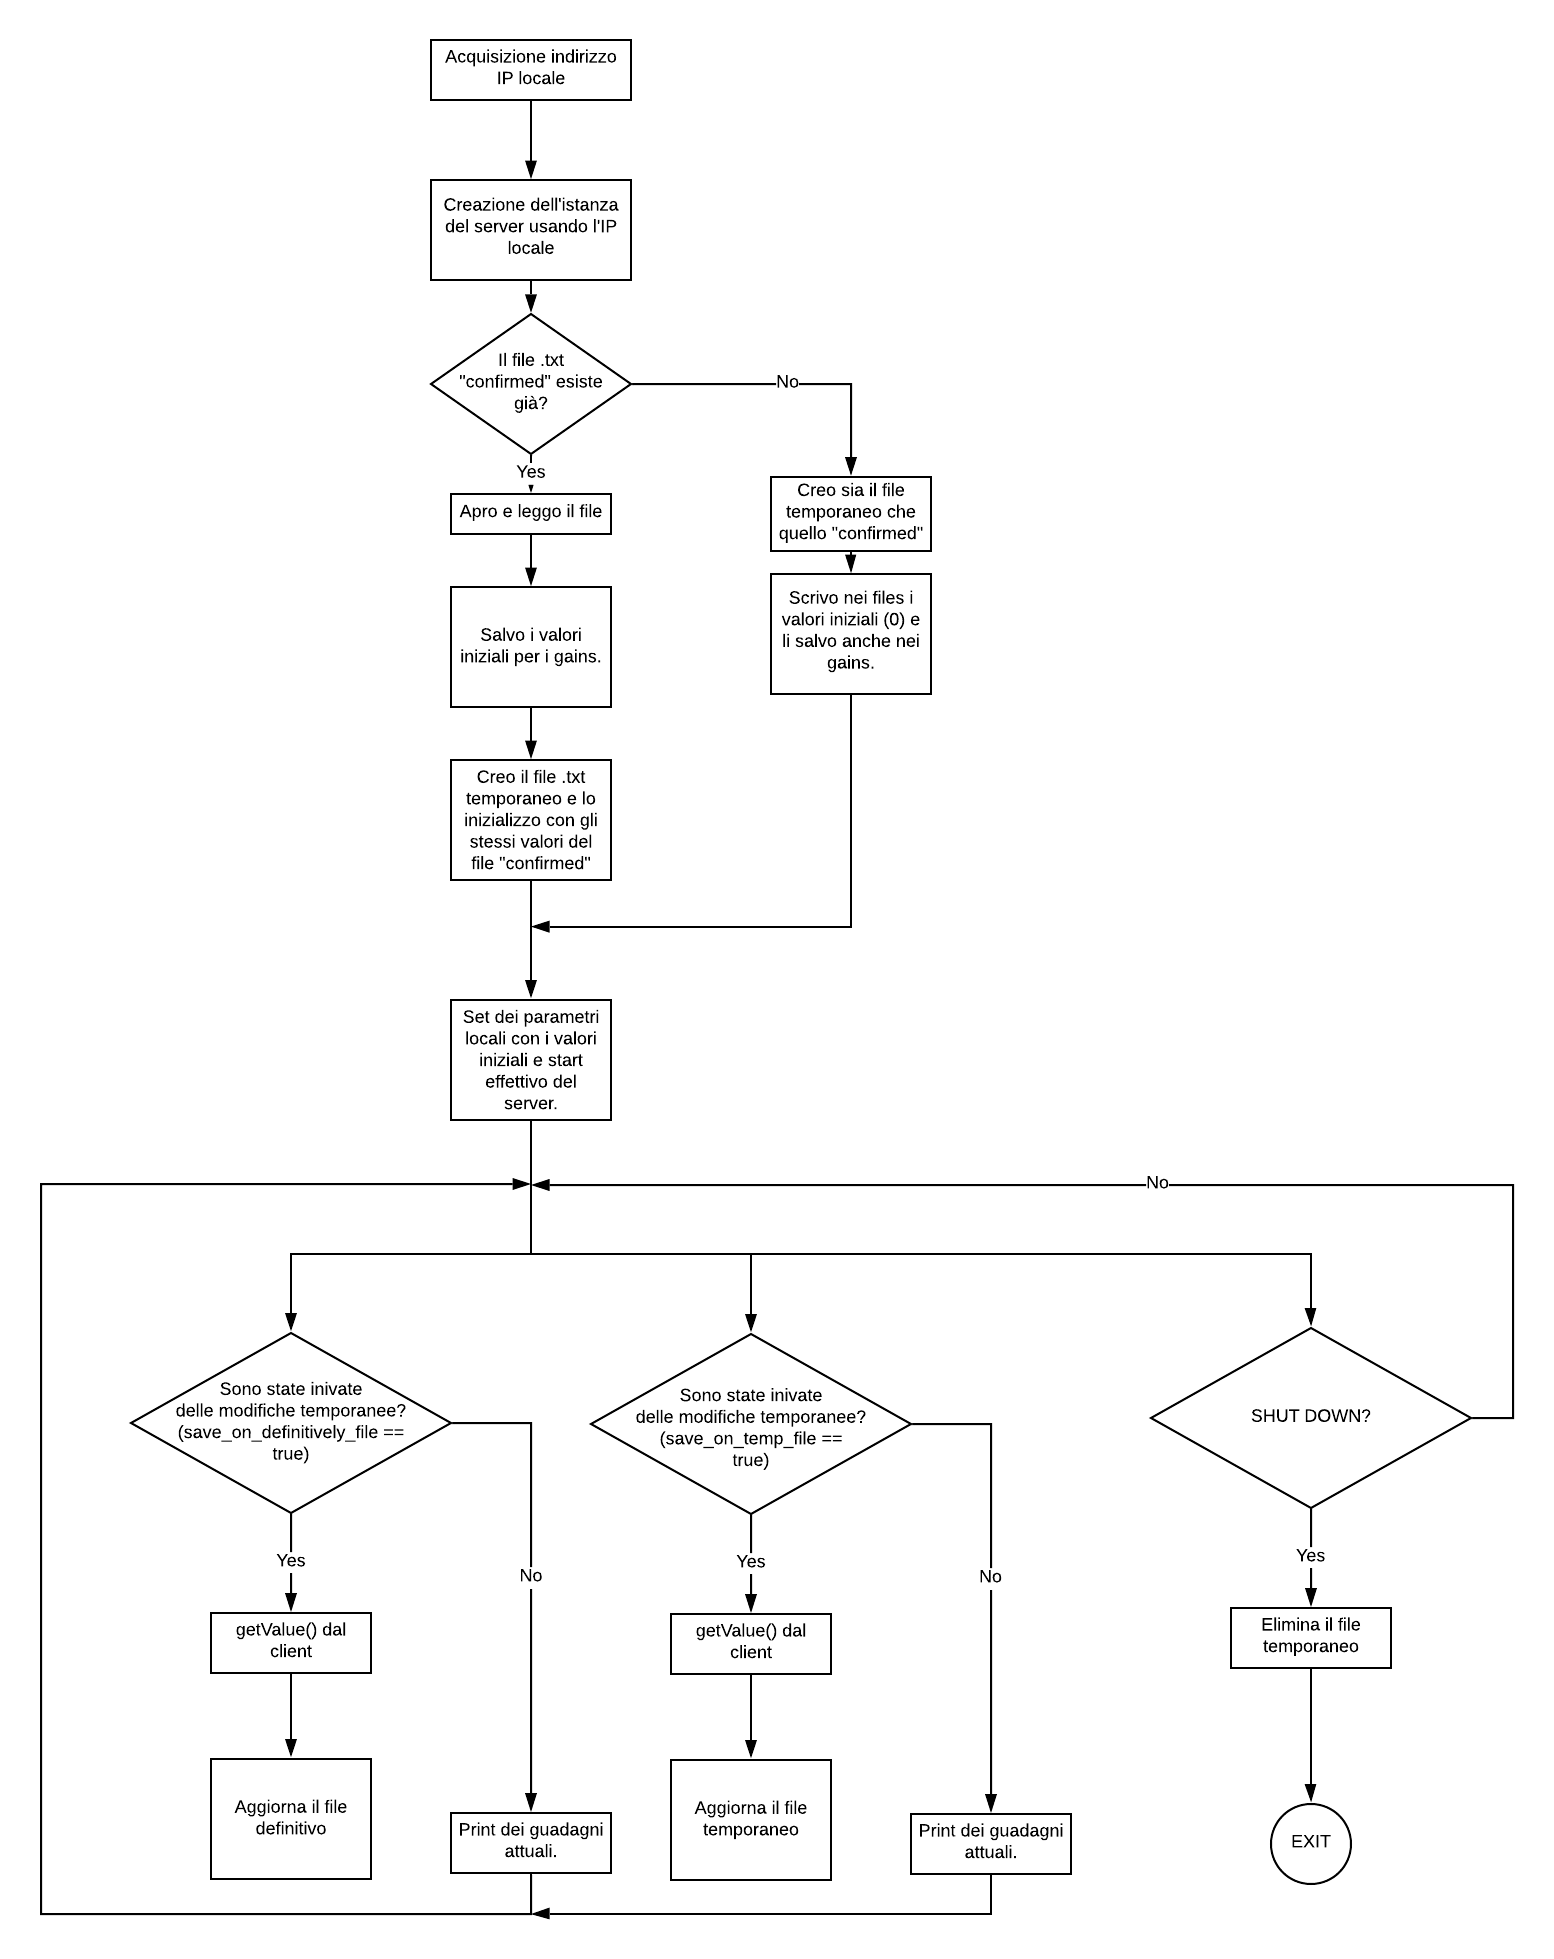 Acquisizione indirizzo
IP locale
Creazione dell'istanza
del server usando l'IP
locale
Il file .txt
"confirmed" esiste
già?
No
Yes
Apro e leggo il file
Creo sia il file
temporaneo che
quello "confirmed"
Salvo i valori
iniziali per i gains.
Scrivo nei files i
valori iniziali (0) e
li salvo anche nei
gains.
Creo il file .txt
temporaneo e lo
inizializzo con gli
stessi valori del
file "confirmed"
Set dei parametri
locali con i valori
iniziali e start
effettivo del
server.
No
Sono state inivate
delle modifiche temporanee?
(save_on_definitively_file ==
true)
Sono state inivate
delle modifiche temporanee?
(save_on_temp_file ==
true)
SHUT DOWN?
Yes
No
Yes
No
Yes
getValue() dal
client
getValue() dal
client
Elimina il file
temporaneo
Aggiorna il file
definitivo
Print dei guadagni
attuali.
Aggiorna il file
temporaneo
Print dei guadagni
attuali.
EXIT